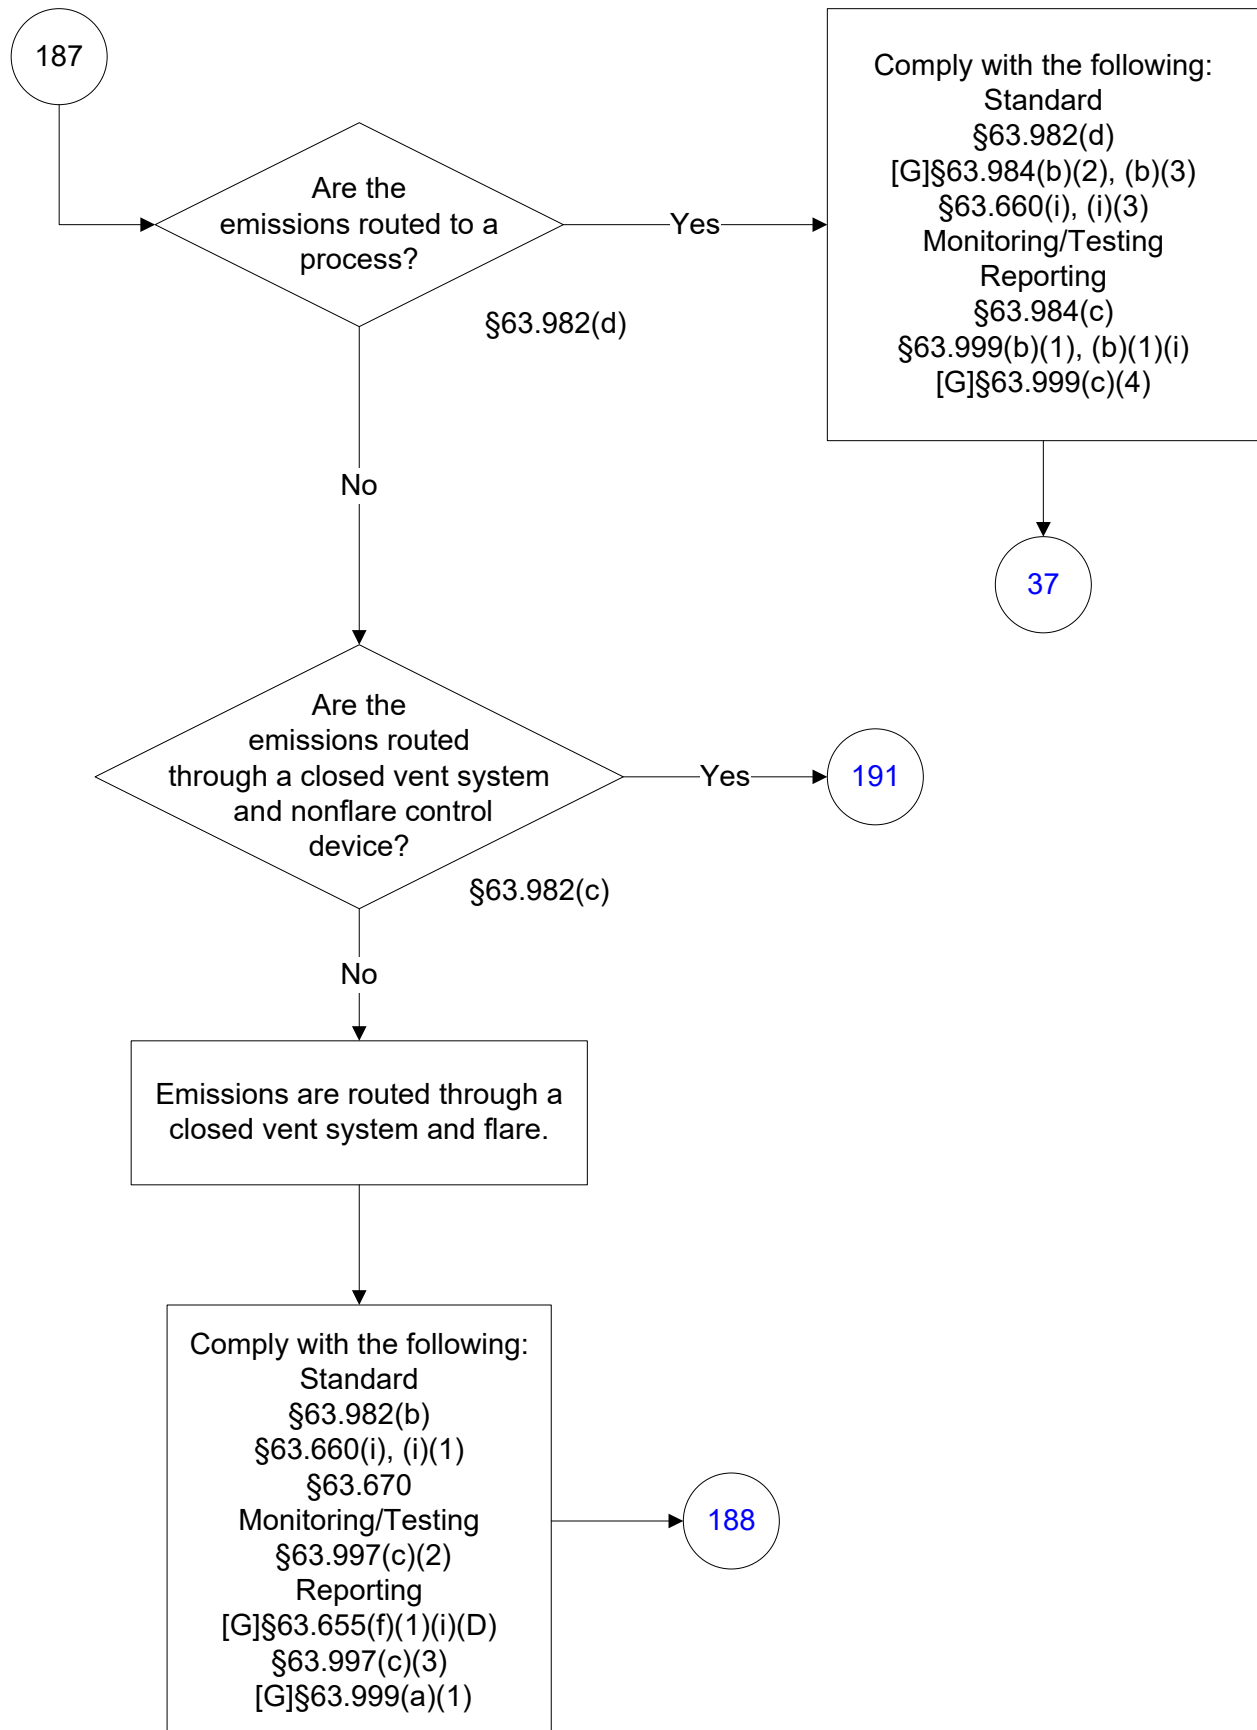 187
Are the
emissions routed to a
process?
Yes
§63.982(d)
Comply with the following:
Standard
§63.982(d)
[G]§63.984(b)(2), (b)(3)
§63.660(i), (i)(3)
Monitoring/Testing
Reporting
§63.984(c)
§63.999(b)(1), (b)(1)(i)
[G]§63.999(c)(4)
37
No
Are the
emissions routed
through a closed vent system
and nonflare control
device?
Yes
191
§63.982(c)
No
Emissions are routed through a
closed vent system and flare.
Comply with the following:
Standard
§63.982(b)
§63.660(i), (i)(1)
§63.670
Monitoring/Testing
§63.997(c)(2)
Reporting
[G]§63.655(f)(1)(i)(D)
§63.997(c)(3)
[G]§63.999(a)(1)
188